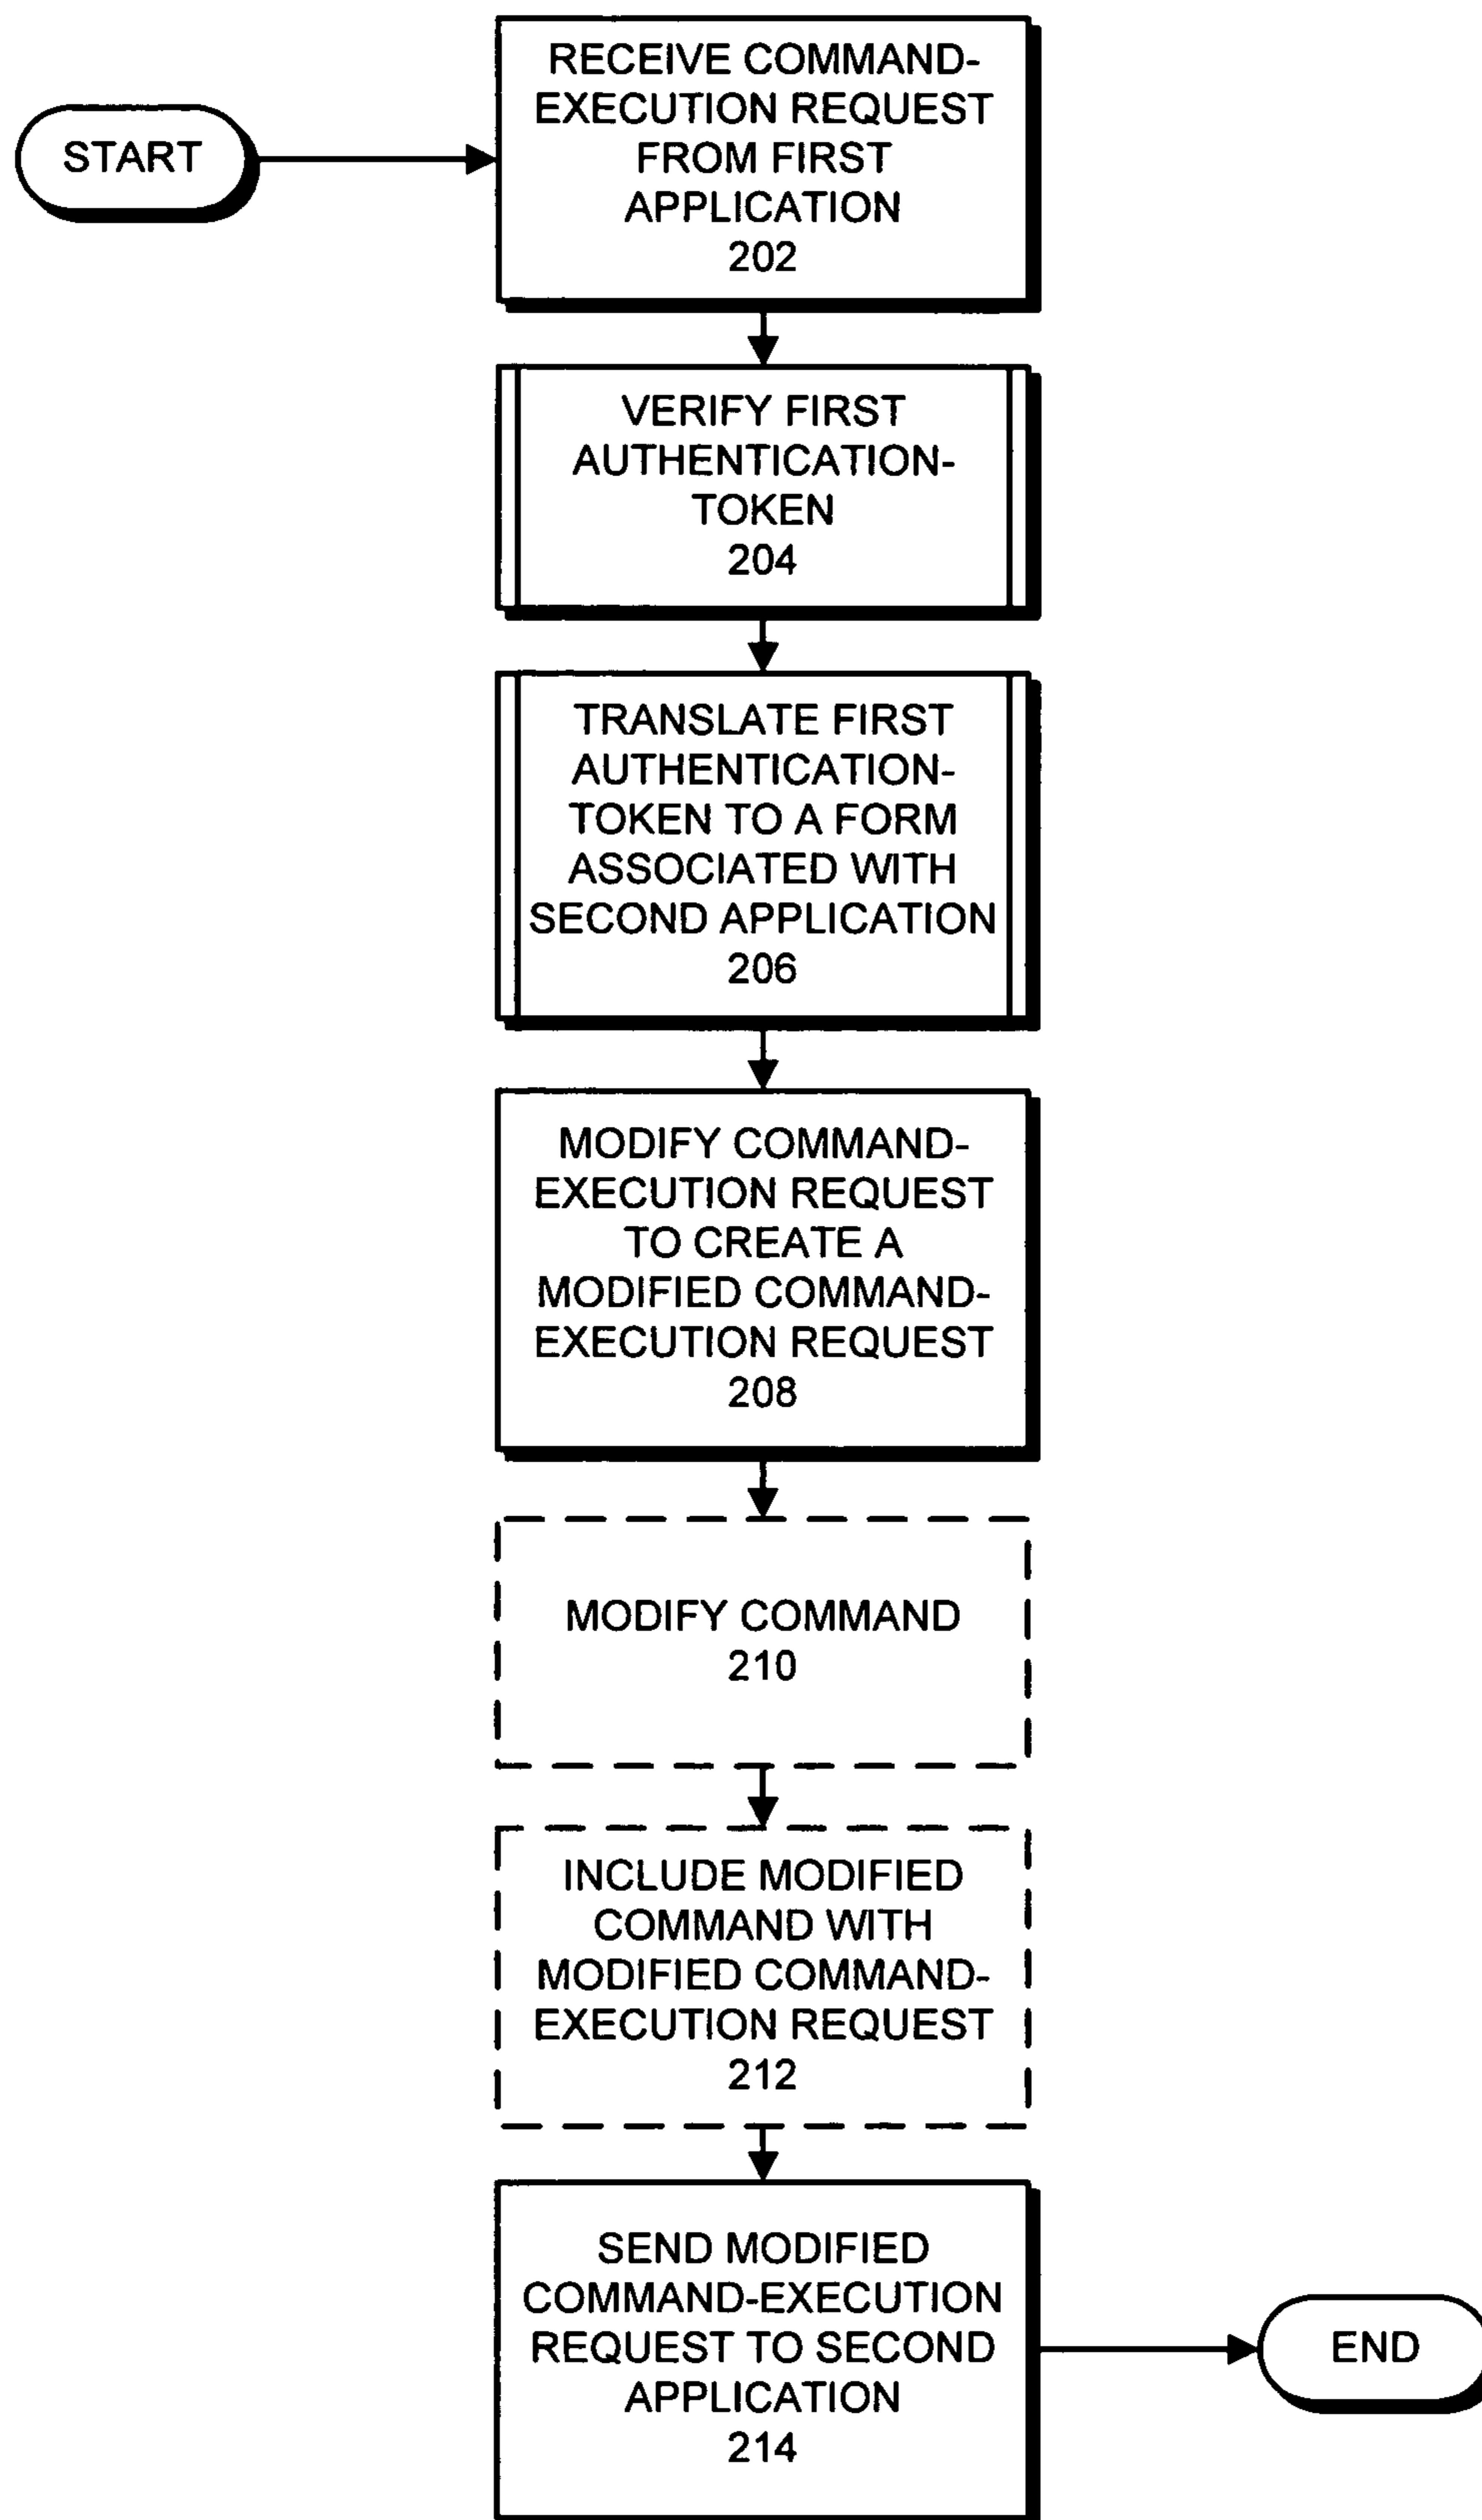 START
RECEIVE COMMAND-
EXECUTION REQUEST
FROM FIRST
APPLICATION
202
VERIFY FIRST
AUTHENTICATION-
TOKEN
204
TRANSLATE FIRST
AUTHENTICATION-
TOKEN TO A FORM
ASSOCIATED WITH
SECOND APPLICATION
206
MODIFY COMMAND-
EXECUTION REQUEST
TO CREATE A
MODIFIED COMMAND-
EXECUTION REQUEST
208
MODIFY COMMAND
210
INCLUDE MODIFIED
COMMAND WITH
MODIFIED COMMAND-
EXECUTION REQUEST
212
SEND MODIFIED
COMMAND-EXECUTION
REQUEST TO SECOND
APPLICATION
214
END